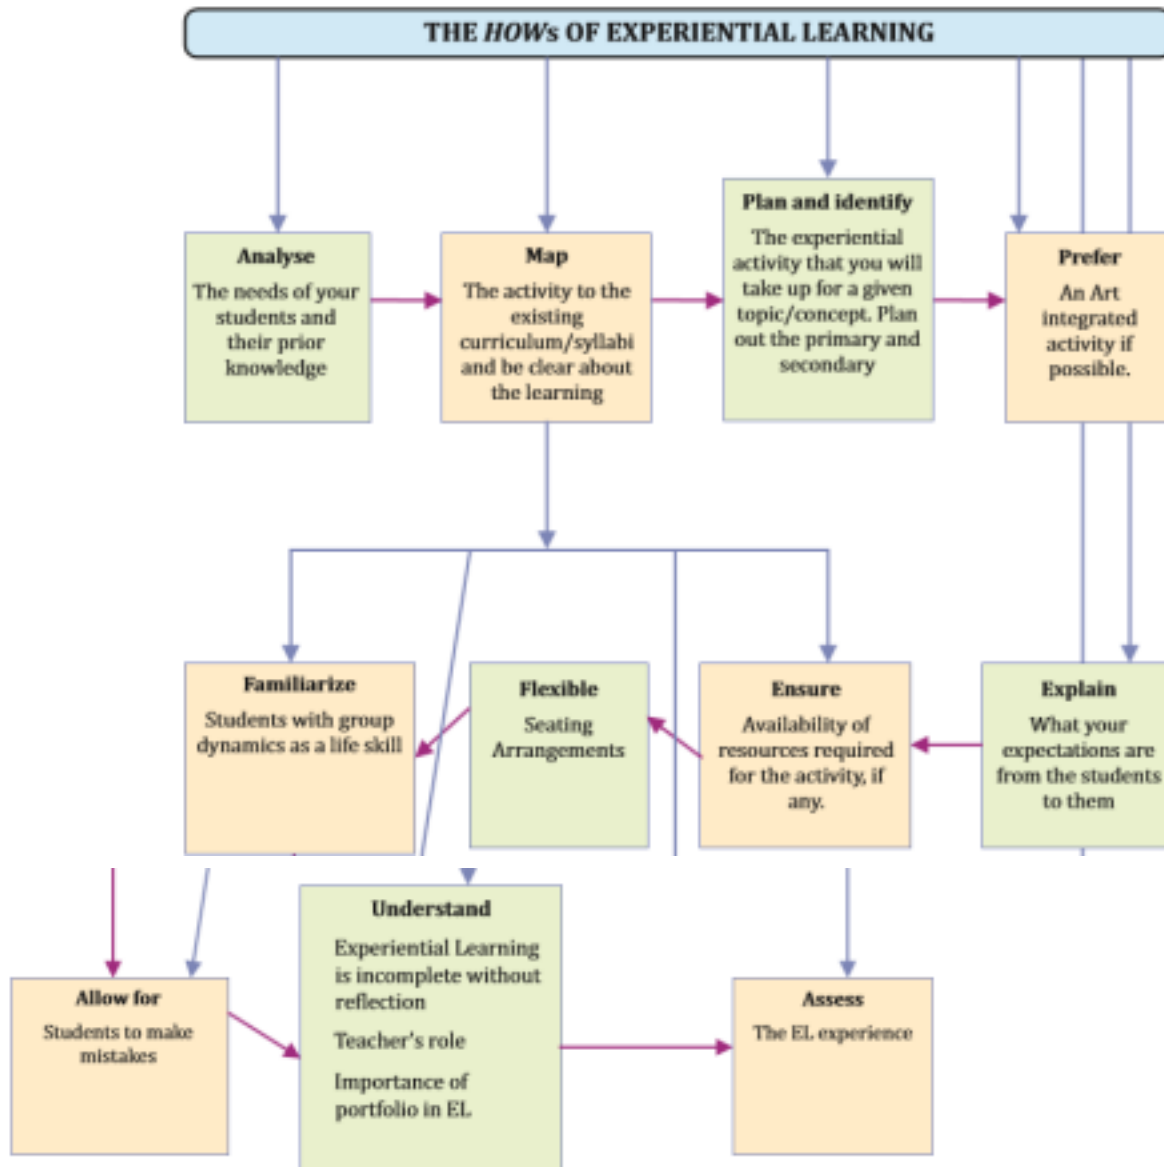 THE HOWs OF EXPERIENTIAL LEARNING
Analyse
The needs of your
students and
their prior
knowledge
Map
The activity to the
existing
curriculum/syllabi
and be clear about
the learning
Plan and identify
The experiential
activity that you will
take up for a given
topic/concept. Plan
out the primary and
secondary
Prefer
An Art
integrated
activity if
possible.
Familiarize
Students with group
dynamics as a life skill
Flexible
Seating
Arrangements
Ensure
Availability of
resources required
for the activity, if
any.
Explain
What your
expectations are
from the students
to them
Allow for
Students to make
mistakes
Understand
Experiential Learning
is incomplete without
reflection
Teacher's role
Importance of
portfolio in EL
Assess
The EL experience